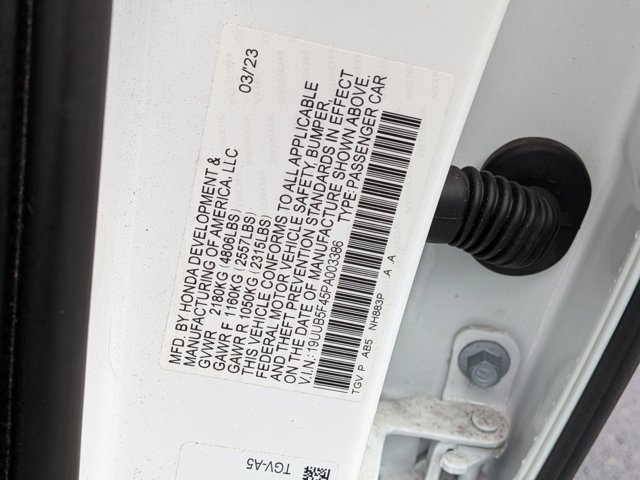 MFD. BY HONDA DEVELOPMENT & 03/23
MANUFACTURING OF AMERICA, LLC
GVWR 2180KG (4806LBS)
GAWR F 1160KG (2557LBS)
GAWR R 1050KG (2315LBS)
THIS VEHICLE CONFORMS TO ALL APPLICABLE
FEDERAL MOTOR VEHICLE SAFETY, BUMPER,
AND THEFT PREVENTION STANDARDS IN EFFECT
ON THE DATE OF MANUFACTURE SHOWN ABOVE.
V.I.N.: 19UUB5F45PA003386 TYPE:PASSENGER CAR
TGV P AB5 NH883P A A
TGV-A5